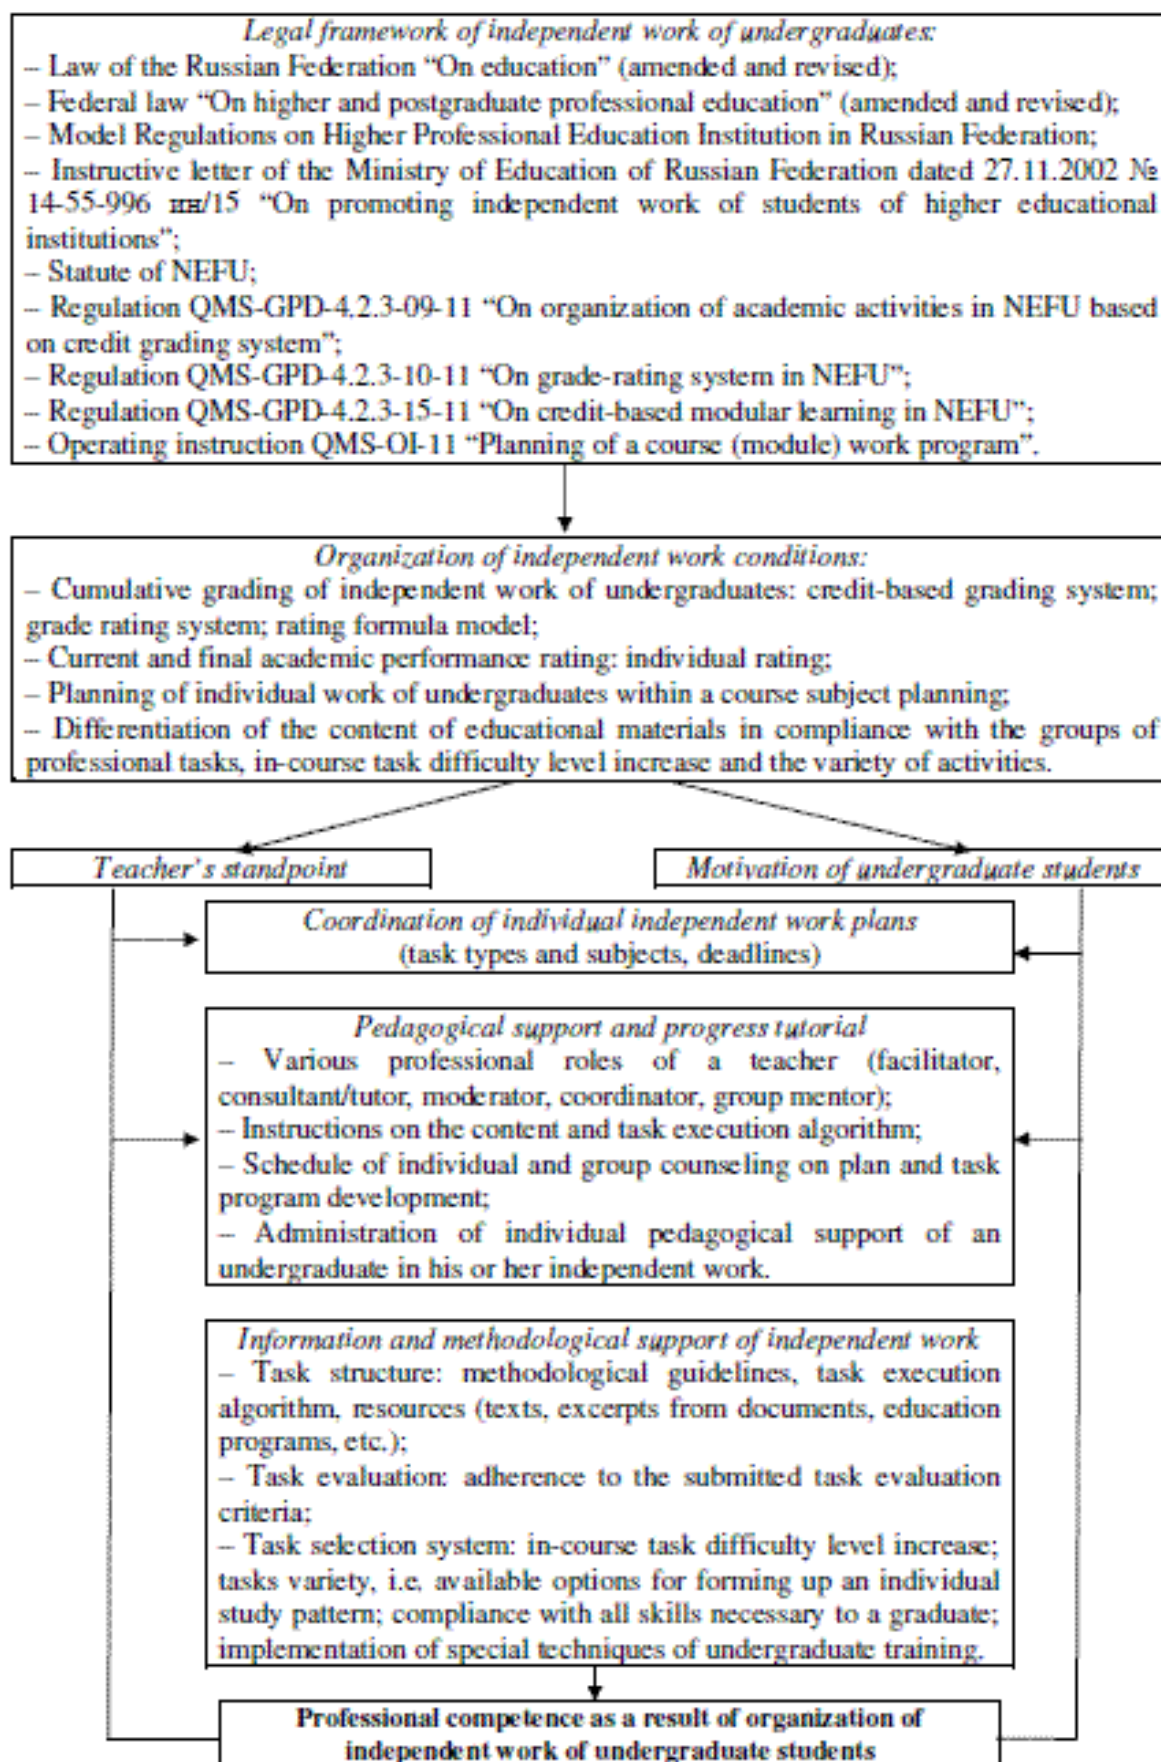 Legal framework of independent work of undergraduates:
– Law of the Russian Federation “On education” (amended and revised);
– Federal law “On higher and postgraduate professional education” (amended and revised);
– Model Regulations on Higher Professional Education Institution in Russian Federation;
– Instructive letter of the Ministry of Education of Russian Federation dated 27.11.2002 №
14-55-996 ин/15 “On promoting independent work of students of higher educational
institutions”;
– Statute of NEFU;
– Regulation QMS-GPD-4.2.3-09-11 “On organization of academic activities in NEFU based
on credit grading system”;
– Regulation QMS-GPD-4.2.3-10-11 “On grade-rating system in NEFU”;
– Regulation QMS-GPD-4.2.3-15-11 “On credit-based modular learning in NEFU”;
– Operating instruction QMS-OI-11 “Planning of a course (module) work program”.
Organization of independent work conditions:
– Cumulative grading of independent work of undergraduates: credit-based grading system;
grade rating system; rating formula model;
– Current and final academic performance rating: individual rating;
– Planning of individual work of undergraduates within a course subject planning;
– Differentiation of the content of educational materials in compliance with the groups of
professional tasks, in-course task difficulty level increase and the variety of activities.
Teacher’s standpoint
Motivation of undergraduate students
Coordination of individual independent work plans
(task types and subjects, deadlines)
Pedagogical support and progress tutorial
– Various professional roles of a teacher (facilitator,
consultant/tutor, moderator, coordinator, group mentor);
– Instructions on the content and task execution algorithm;
– Schedule of individual and group counseling on plan and task
program development;
– Administration of individual pedagogical support of an
undergraduate in his or her independent work.
Information and methodological support of independent work
– Task structure: methodological guidelines, task execution
algorithm, resources (texts, excerpts from documents, education
programs, etc.);
– Task evaluation: adherence to the submitted task evaluation
criteria;
– Task selection system: in-course task difficulty level increase;
tasks variety, i.e. available options for forming up an individual
study pattern; compliance with all skills necessary to a graduate;
implementation of special techniques of undergraduate training.
Professional competence as a result of organization of
independent work of undergraduate students